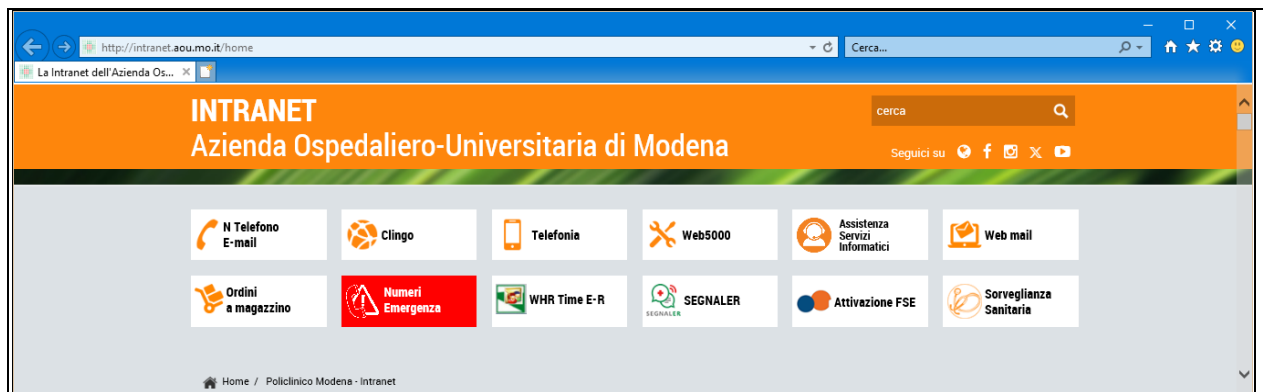 http://intranet.aou.mo.it/home
Cerca...
La Intranet dell'Azienda Os...
INTRANET
Azienda Ospedaliero-Universitaria di Modena
cerca
Seguici su
N Telefono
E-mail
Clingo
Telefonia
Web5000
Assistenza
Servizi
Informatici
Web mail
Ordini
a magazzino
Numeri
Emergenza
WHR Time E-R
SEGNALER
SEGNALER
Attivazione FSE
Sorveglianza
Sanitaria
Home / Policlinico Modena - Intranet